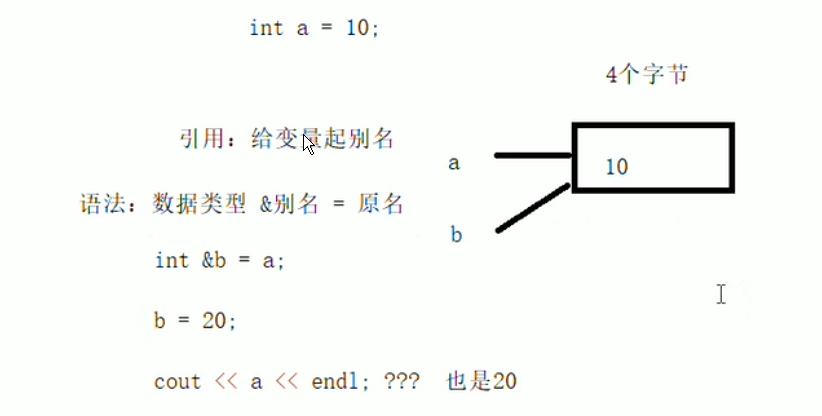 int a = 10;
4个字节
引用：给变量起别名
a
10
语法：数据类型 &别名 = 原名
b
int &b = a;
b = 20;
cout << a << endl; ??? 也是20